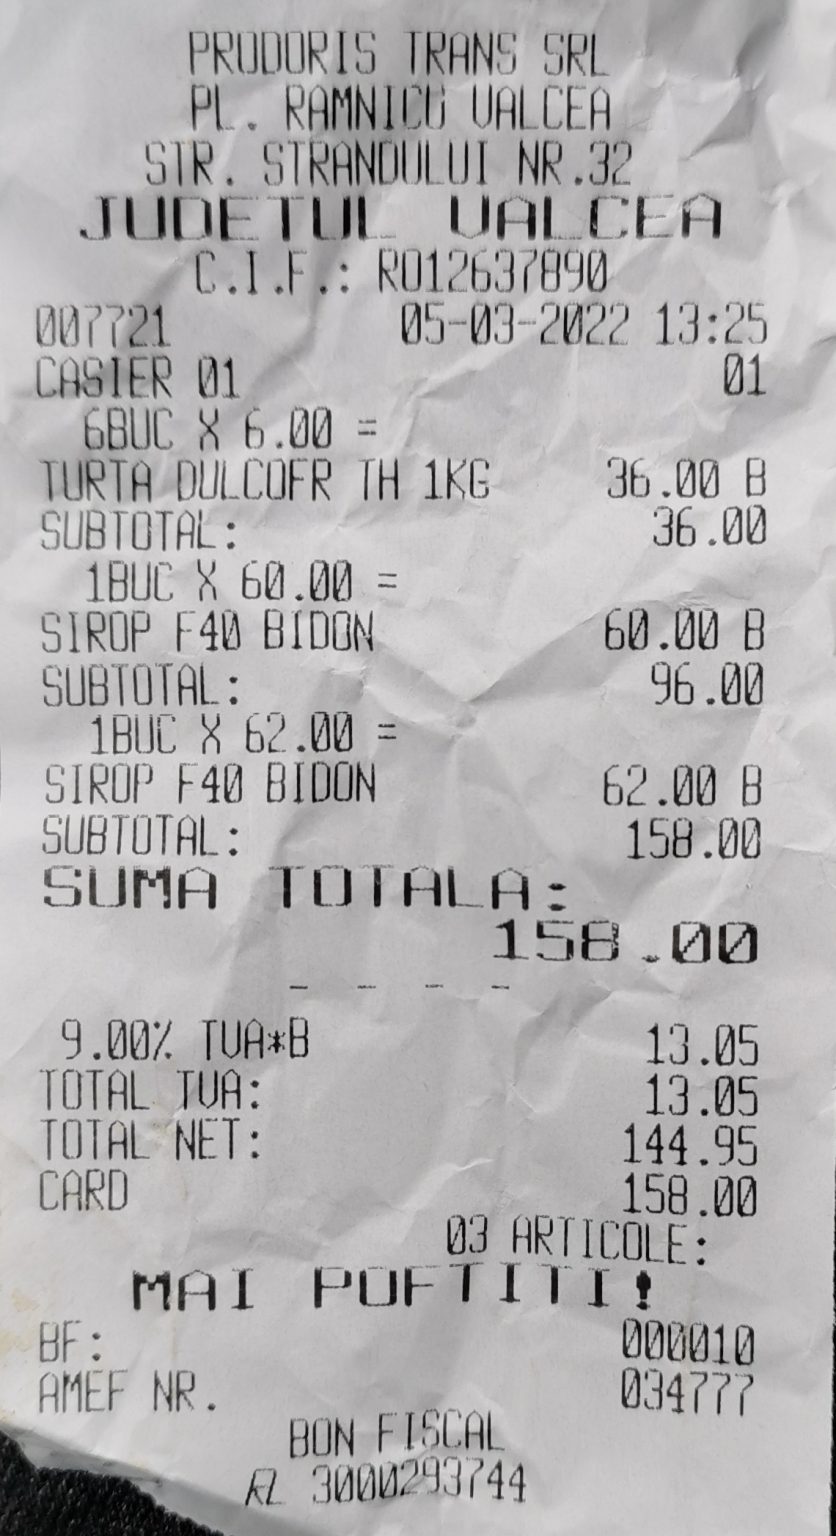 PRODORIS TRANS SRL
PL. RAMNICU VALCEA
STR. STRANDULUI NR.32
JUDETUL VALCEA
C.I.F.: RO12637890
007721 05-03-2022 13:25
CASIER 01 01
6BUC X 6.00 =
TURTA DULCOFR TH 1KG 36.00 B
SUBTOTAL: 36.00
1BUC X 60.00 =
SIROP F40 BIDON 60.00 B
SUBTOTAL: 96.00
1BUC X 62.00 =
SIROP F40 BIDON 62.00 B
SUBTOTAL: 158.00
SUMA TOTALA:
158.00
- - - -
9.00% TVA*B 13.05
TOTAL TVA: 13.05
TOTAL NET: 144.95
CARD 158.00
03 ARTICOLE:
MAI POFTITI!
BF: 000010
AMEF NR. 034777
BON FISCAL
RL 3000293744